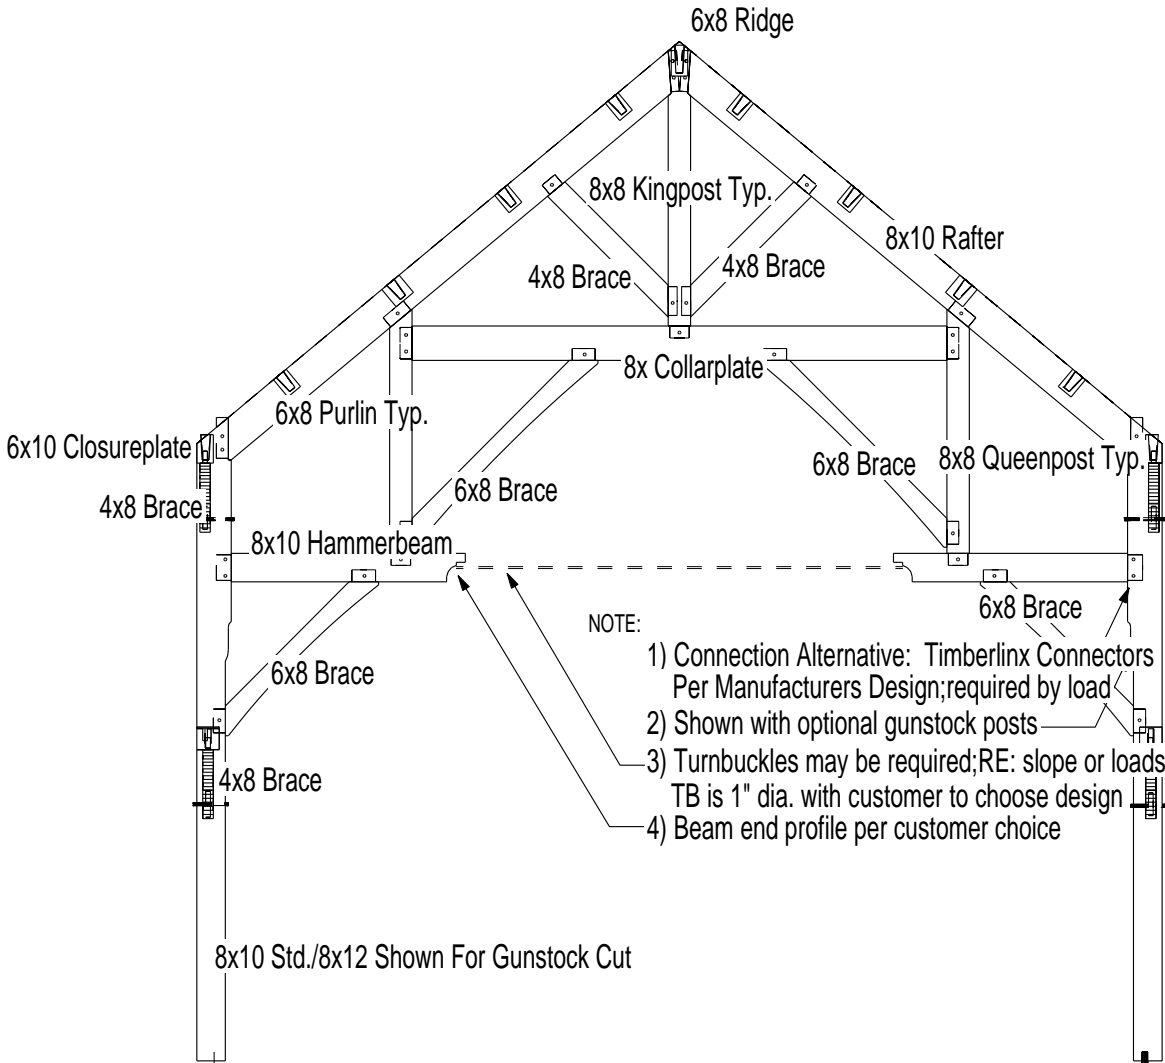 6x8 Ridge
8x8 Kingpost Typ.
8x10 Rafter
4x8 Brace
4x8 Brace
8x Collarplate
6x8 Purlin Typ.
6x10 Closureplate
6x8 Brace
8x8 Queenpost Typ.
6x8 Brace
4x8 Brace
8x10 Hammerbeam
6x8 Brace
NOTE:
1) Connection Alternative: Timberlinx Connectors
Per Manufacturers Design;required by load
6x8 Brace
2) Shown with optional gunstock posts
3) Turnbuckles may be required;RE: slope or loads
TB is 1" dia. with customer to choose design
4x8 Brace
4) Beam end profile per customer choice
8x10 Std./8x12 Shown For Gunstock Cut